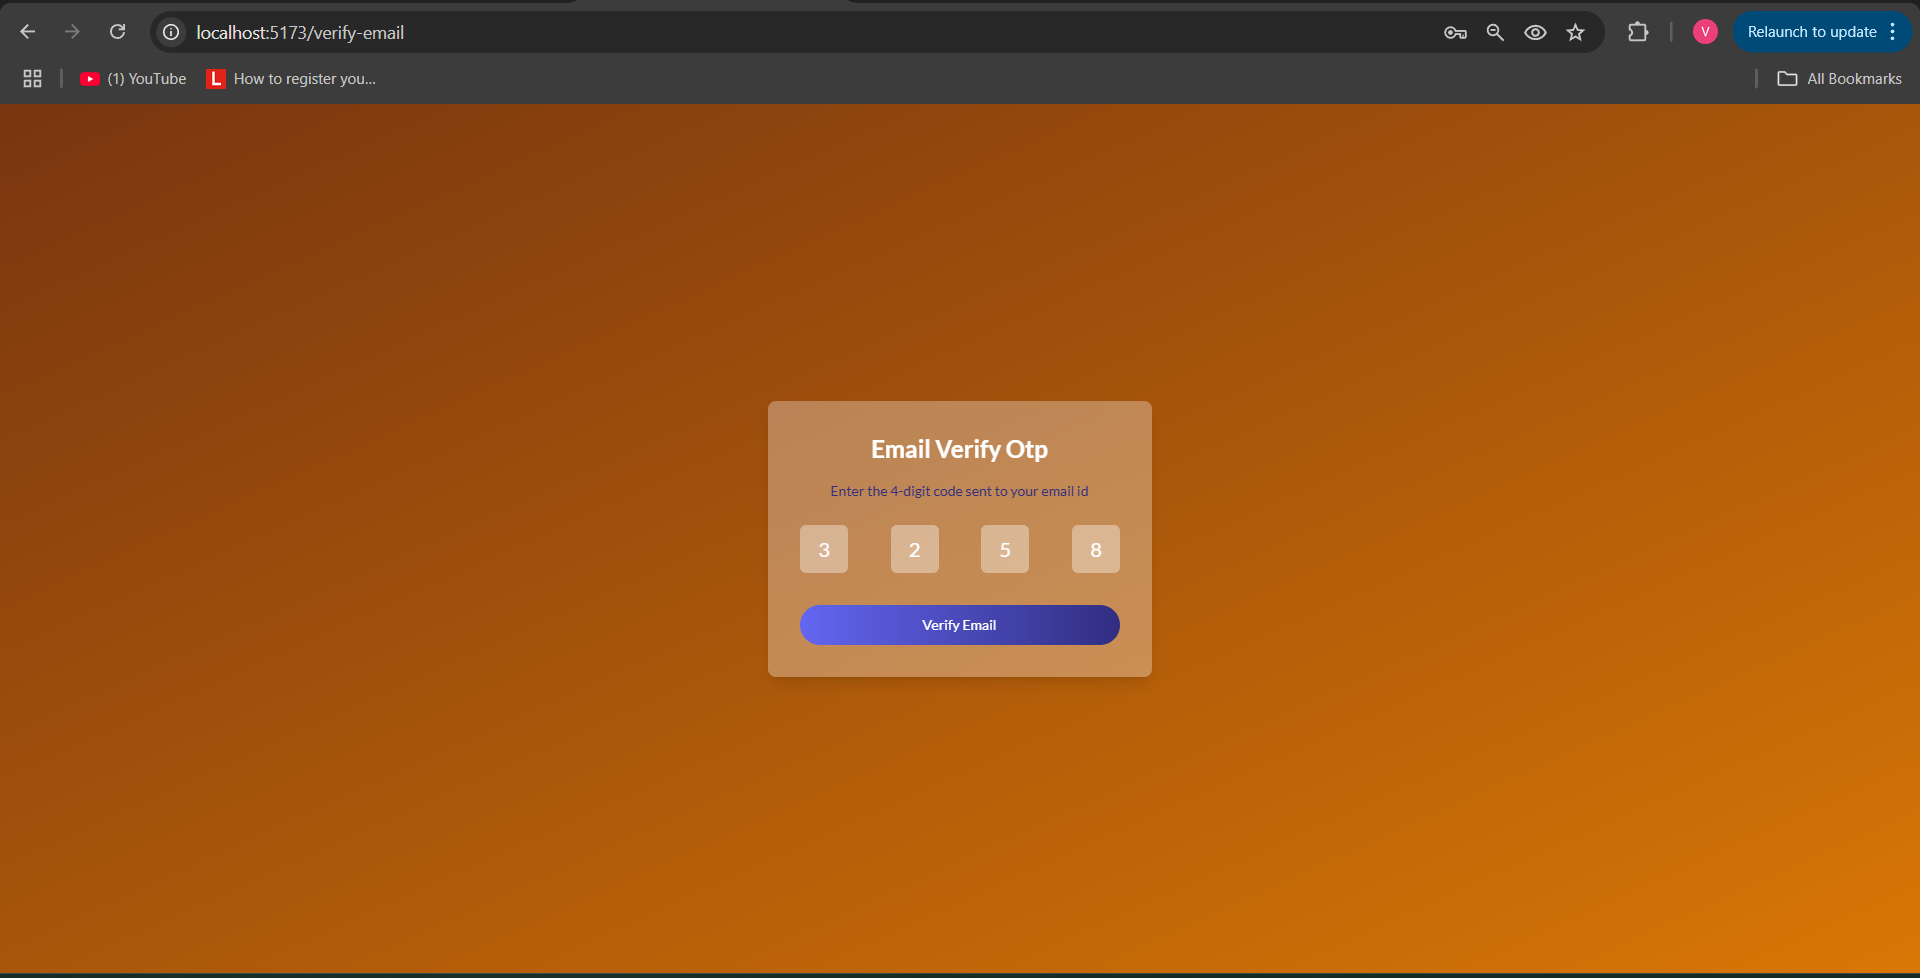 localhost:5173/verify-email
V
Relaunch to update
(1) YouTube
L
How to register you...
All Bookmarks
Email Verify Otp
Enter the 4-digit code sent to your email id
3 2 5 8
Verify Email